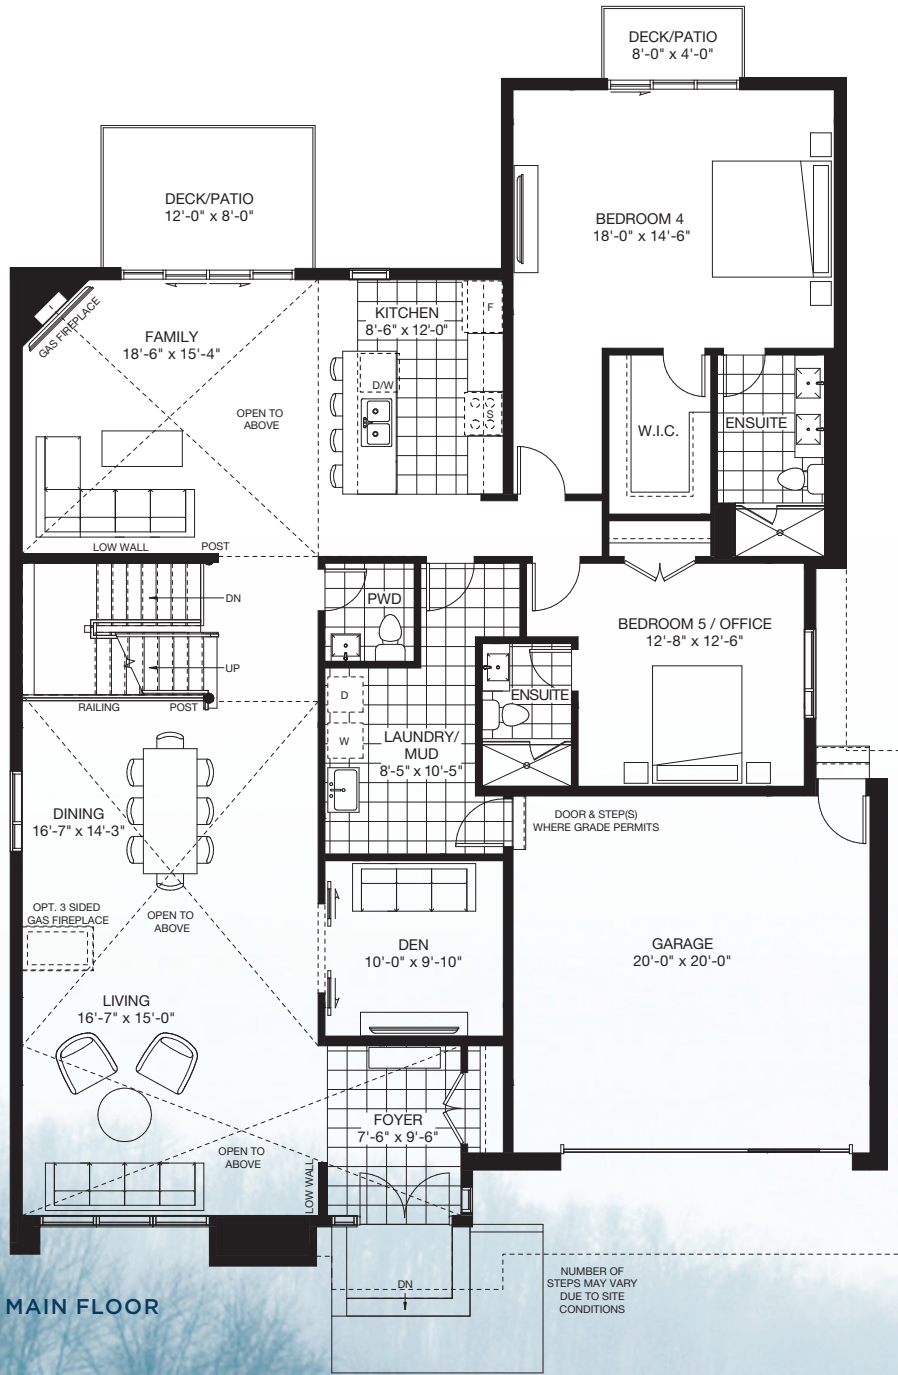 DECK/PATIO
8'-0" x 4'-0"
DECK/PATIO
12'-0" x 8'-0"
BEDROOM 4
18'-0" x 14'-6"
GAS FIREPLACE
FAMILY
18'-6" x 15'-4"
KITCHEN
8'-6" x 12'-0"
F
D/W
S
OPEN TO
ABOVE
W.I.C.
ENSUITE
LOW WALL
POST
DN
UP
RAILING
POST
PWD
BEDROOM 5 / OFFICE
12'-8" x 12'-6"
ENSUITE
D
W
LAUNDRY/
MUD
8'-5" x 10'-5"
DINING
16'-7" x 14'-3"
DOOR & STEP(S)
WHERE GRADE PERMITS
OPT. 3 SIDED
GAS FIREPLACE
OPEN TO
ABOVE
DEN
10'-0" x 9'-10"
GARAGE
20'-0" x 20'-0"
LIVING
16'-7" x 15'-0"
FOYER
7'-6" x 9'-6"
OPEN TO
ABOVE
LOW WALL
DN
NUMBER OF
STEPS MAY VARY
DUE TO SITE
CONDITIONS
MAIN FLOOR